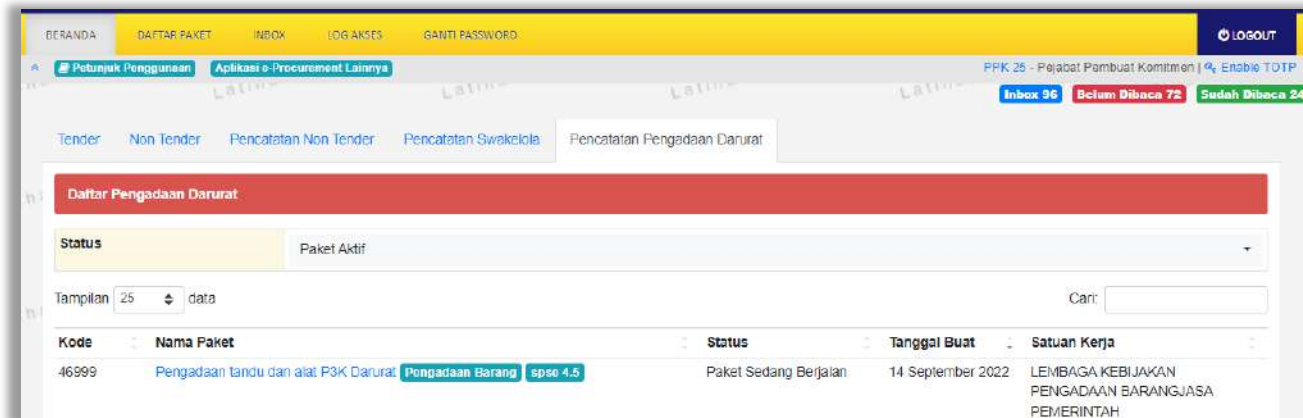 BERANDA DAFTAR PAKET INBOX LOG AKSES GANTI PASSWORD LOGOUT
Petunjuk Penggunaan Aplikasi e-Procurement Lainnya PPK 25 - Pejabat Pembuat Komitmen | Enable TOTP
Inbox 96 Belum Dibaca 72 Sudah Dibaca 24
Tender Non Tender Pencatatan Non Tender Pencatatan Swakelola Pencatatan Pengadaan Darurat
Daftar Pengadaan Darurat
Status Paket Aktif
Tampilan 25 data Cari:
Kode Nama Paket Status Tanggal Buat Satuan Kerja
46999 Pengadaan tandu dan alat P3K Darurat Pengadaan Barang spse 4.5 Paket Sedang Berjalan 14 September 2022 LEMBAGA KEBIJAKAN
PENGADAAN BARANGJASA
PEMERINTAH